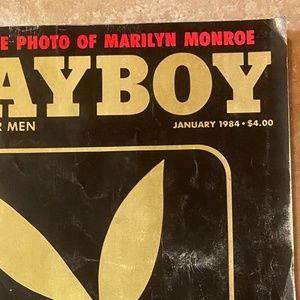 E PHOTO OF MARILYN MONROE
AYBOY
R MEN
JANUARY 1984 • $4.00